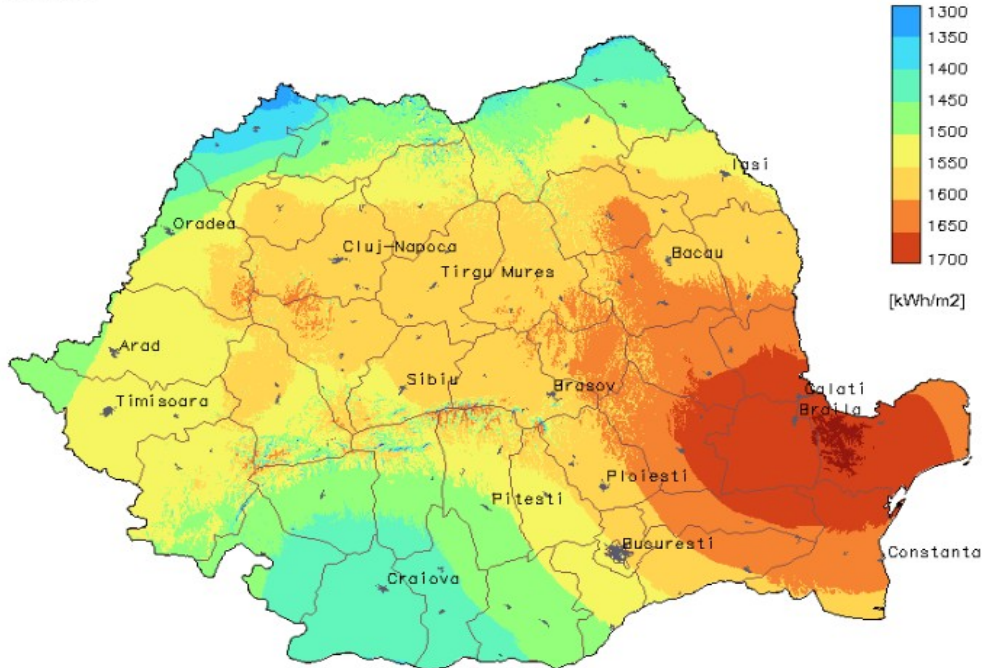 1300
1350
1400
1450
1500
1550
1600
1650
1700
[kWh/m2]
Iasi
Oradea
Cluj-Napoca
Bacau
Tirgu Mures
Arad
Sibiu
Brasov
Galati
Timisoara
Braila
Ploiesti
Pitesti
Bucuresti
Constanta
Craiova